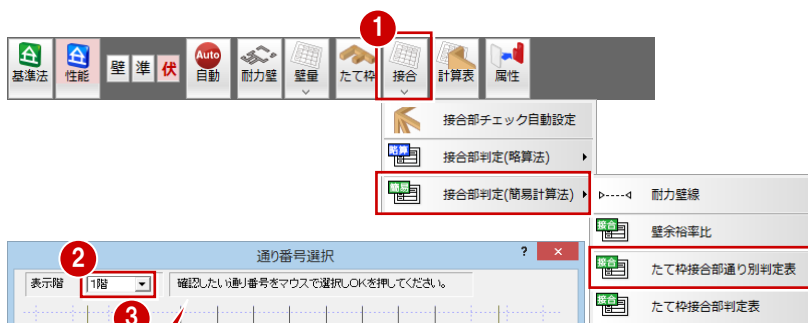 1
基準法 性能 壁 準 伏 Auto 自動 耐力壁 壁量 たて枠 接合 計算表 属性
接合部チェック自動設定
略算 接合部判定(略算法)
簡易 接合部判定(簡易計算法) 耐力壁線
接合 壁余裕率比
接合 たて枠接合部通り別判定表
接合 たて枠接合部判定表
通り番号選択 ? ×
2
表示階 1階 確認したい通り番号をマウスで選択しOKを押してください。
3